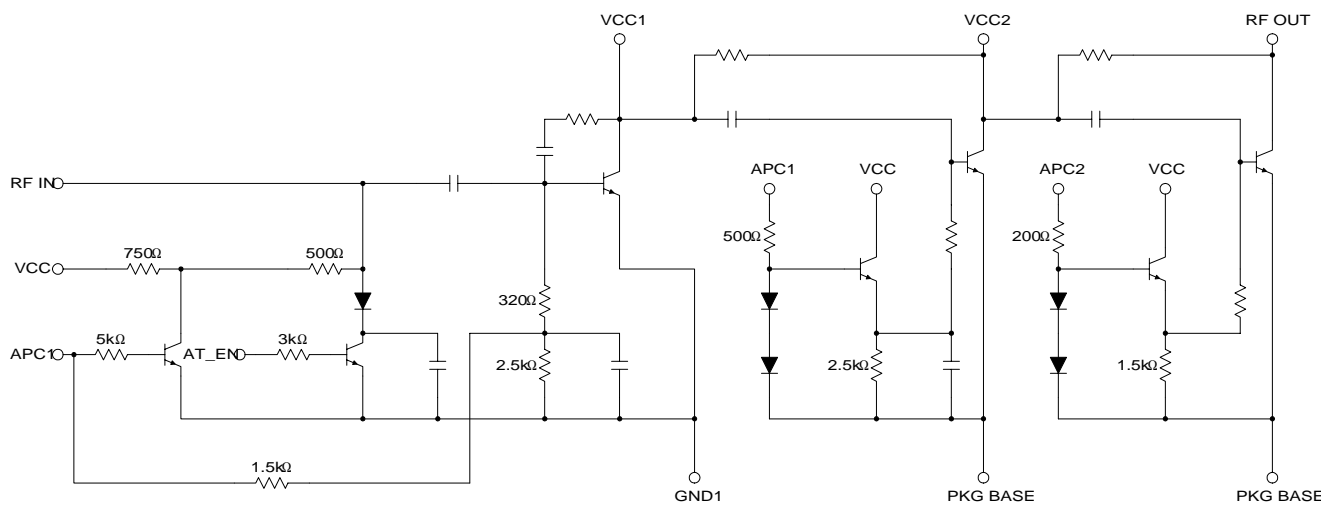 VCC1
VCC2
RF OUT
RF IN
APC1
VCC
APC2
VCC
750Ω
500Ω
500Ω
200Ω
VCC
320Ω
APC1
5kΩ
AT_EN
3kΩ
2.5kΩ
2.5kΩ
1.5kΩ
1.5kΩ
GND1
PKG BASE
PKG BASE